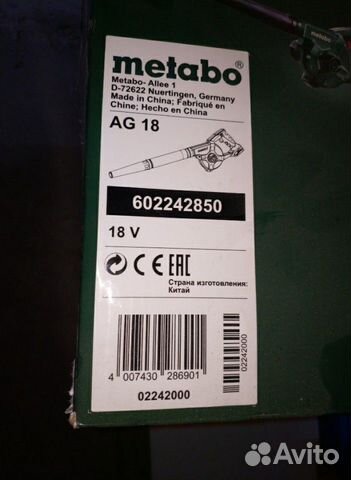 metabo®
Metabo- Allee 1
D-72622 Nuertingen, Germany
Made in China; Fabriqué en
Chine; Hecho en China
AG 18
602242850
18 V
CE EAC
Страна изготовления:
Китай
4 007430 286901
02242000
02242000
Avito